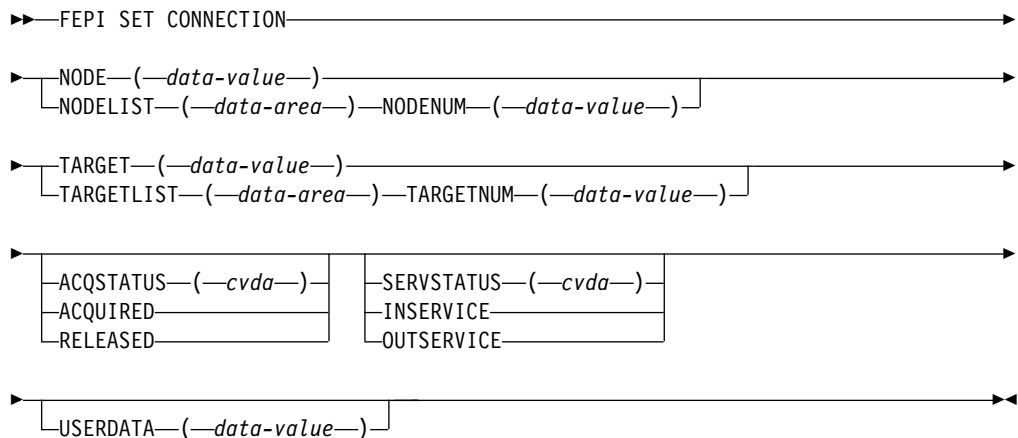 FEPI SET CONNECTION
NODE ( data-value )
NODELIST ( data-area ) NODENUM ( data-value )
TARGET ( data-value )
TARGETLIST ( data-area ) TARGETNUM ( data-value )
ACQSTATUS ( cvda ) SERVSTATUS ( cvda )
ACQUIRED INSERVICE
RELEASED OUTSERVICE
USERDATA ( data-value )